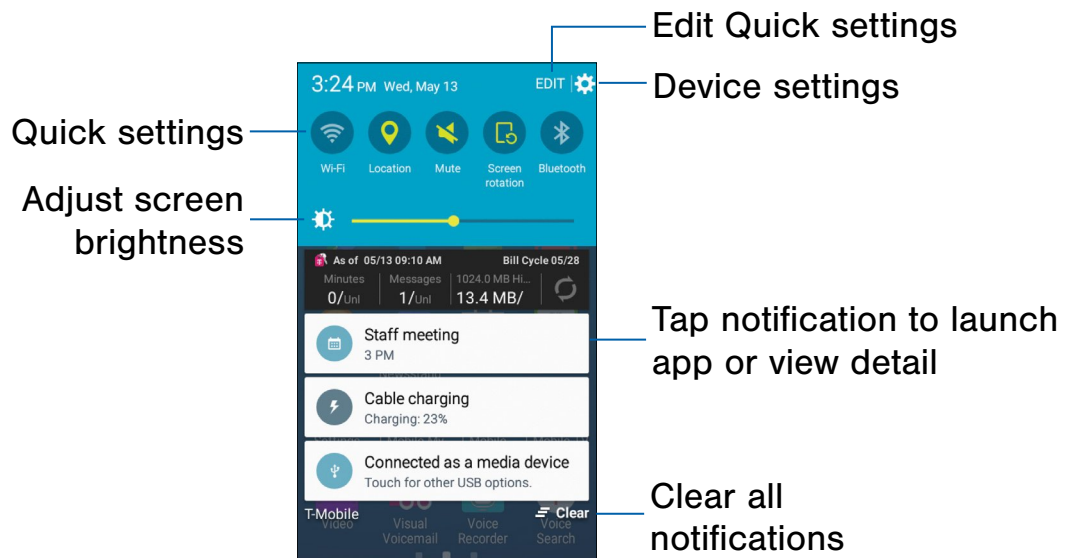 Edit Quick settings
3:24 PM Wed, May 13 EDIT
Device settings
Quick settings
Wi-Fi Location Mute Screen rotation Bluetooth
Adjust screen
brightness
As of 05/13 09:10 AM Bill Cycle 05/28
Minutes Messages 1024.0 MB Hi...
0/Unl 1/Unl 13.4 MB/
Tap notification to launch
app or view detail
Staff meeting
3 PM
Cable charging
Charging: 23%
Connected as a media device
Touch for other USB options.
T-Mobile Clear
Clear all
notifications
Video Visual Voicemail Voice Recorder Voice Search